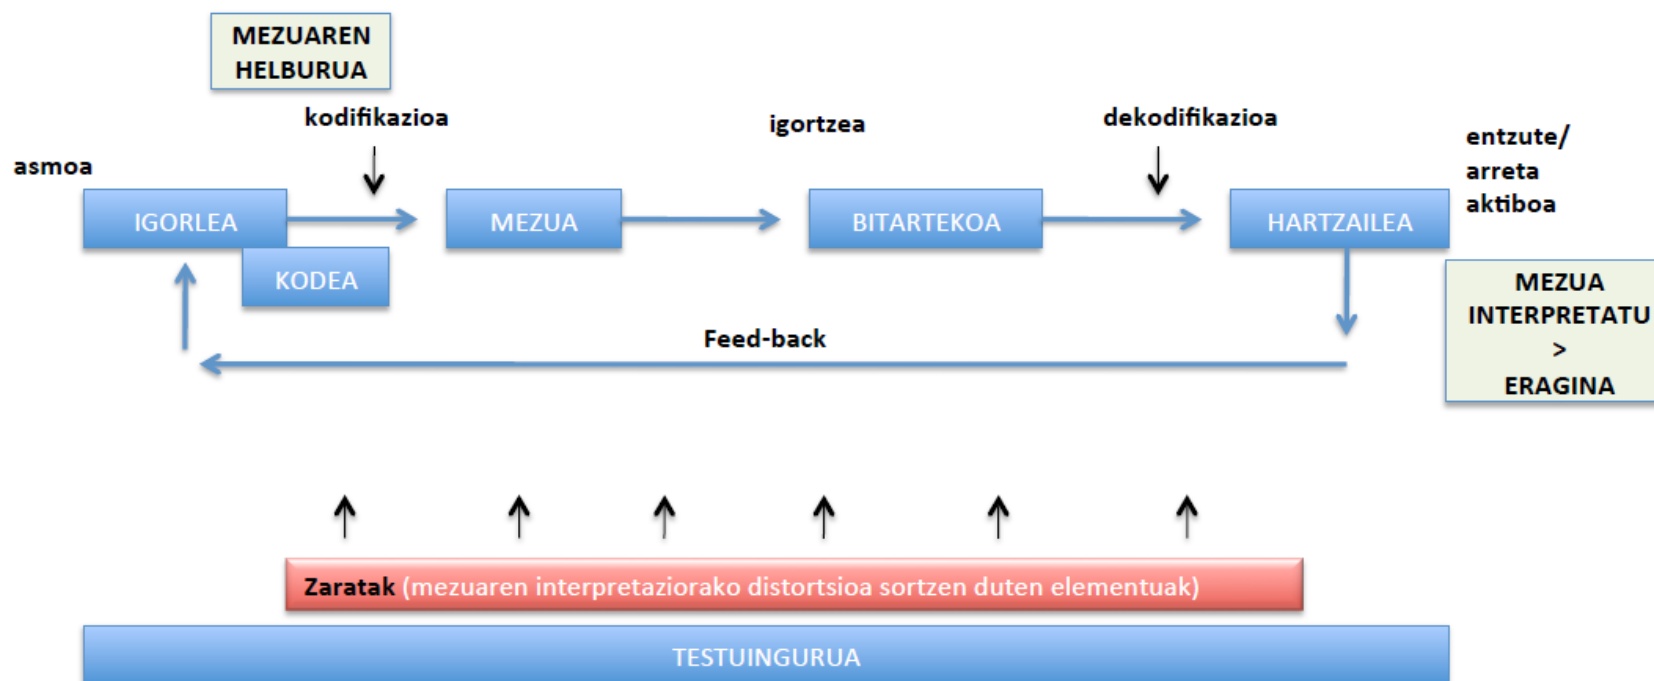 MEZUAREN
HELBURUA
kodifikazioa
igortzea
dekodifikazioa
entzute/
arreta
aktiboa
asmoa
IGORLEA
MEZUA
BITARTEKOA
HARTZAILEA
KODEA
MEZUA
INTERPRETATU
>
ERAGINA
Feed-back
Zaratak (mezuaren interpretaziorako distortsioa sortzen duten elementuak)
TESTUINGURUA